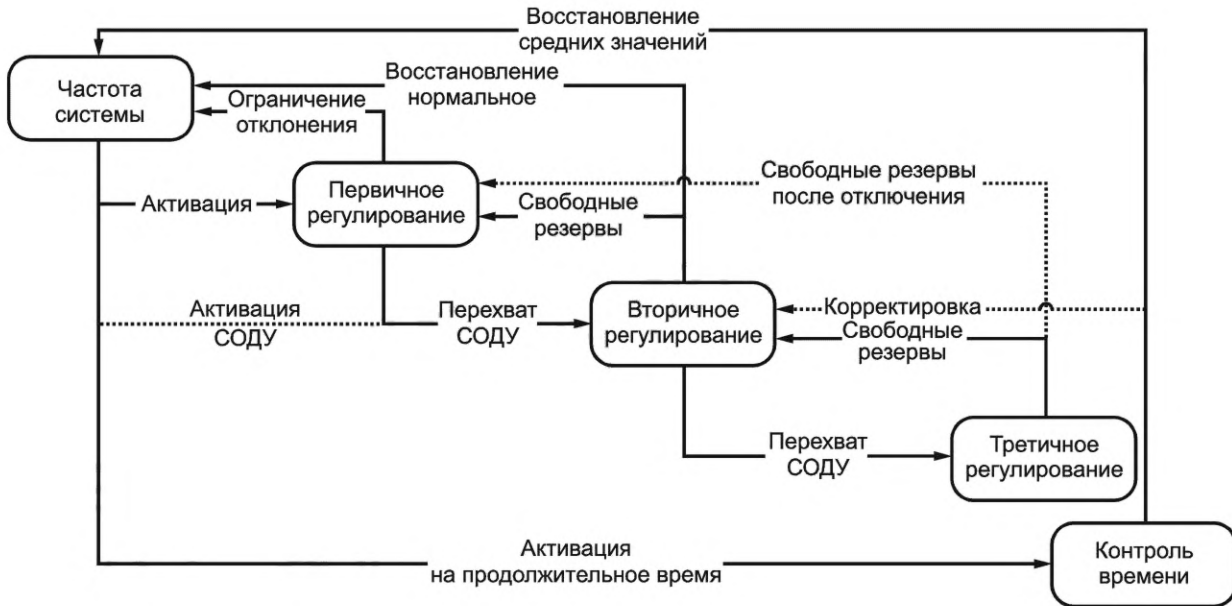 Восстановление
средних значений
Частота
системы
Восстановление
нормальное
Ограничение
отклонения
Активация
Первичное
регулирование
Свободные
резервы
Свободные резервы
после отключения
Активация
СОДУ
Перехват
СОДУ
Вторичное
регулирование
Корректировка
Свободные
резервы
Перехват
СОДУ
Третичное
регулирование
Активация
на продолжительное время
Контроль
времени